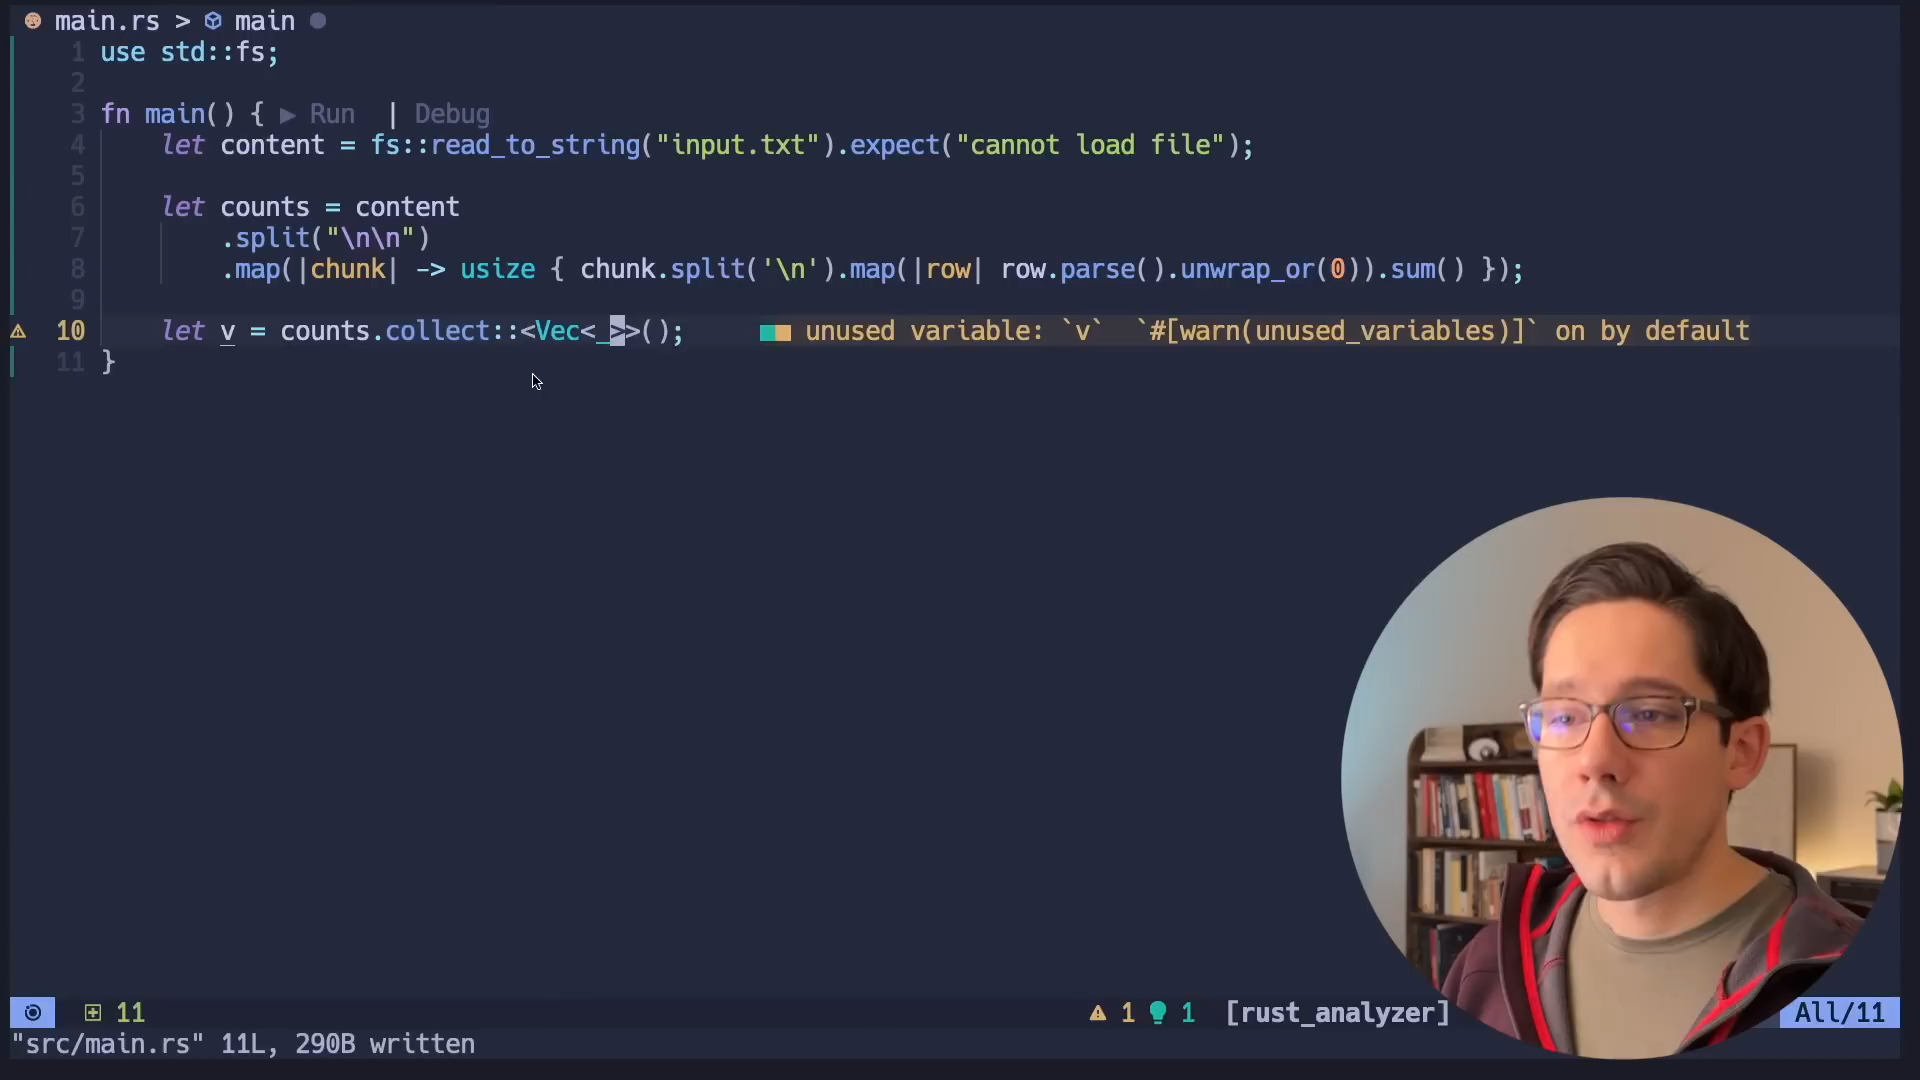 main.rs > main
1 use std::fs;
2
3 fn main() { ▶ Run | Debug
4 let content = fs::read_to_string("input.txt").expect("cannot load file");
5
6 let counts = content
7 .split("\n\n")
8 .map(|chunk| -> usize { chunk.split('\n').map(|row| row.parse().unwrap_or(0)).sum() });
9
10 let v = counts.collect::<Vec<_>>(); unused variable: `v` `#[warn(unused_variables)]` on by default
11 }
11
1 1 [rust_analyzer] All/11
"src/main.rs" 11L, 290B written